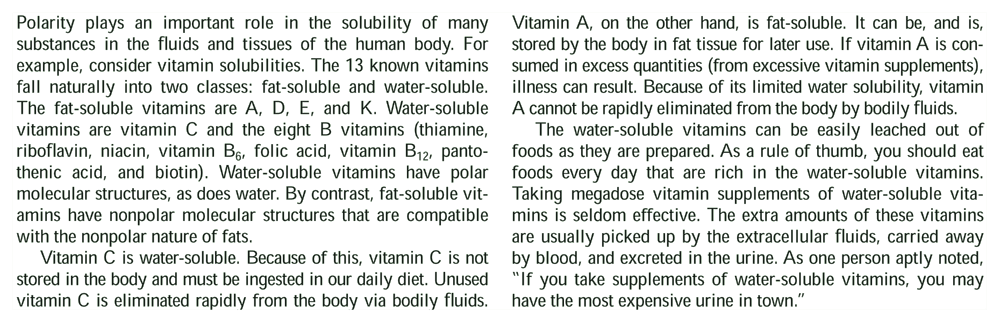 Polarity plays an important role in the solubility of many
substances in the fluids and tissues of the human body. For
example, consider vitamin solubilities. The 13 known vitamins
fall naturally into two classes: fat-soluble and water-soluble.
The fat-soluble vitamins are A, D, E, and K. Water-soluble
vitamins are vitamin C and the eight B vitamins (thiamine,
riboflavin, niacin, vitamin B₆, folic acid, vitamin B₁₂, panto-
thenic acid, and biotin). Water-soluble vitamins have polar
molecular structures, as does water. By contrast, fat-soluble vit-
amins have nonpolar molecular structures that are compatible
with the nonpolar nature of fats.
Vitamin C is water-soluble. Because of this, vitamin C is not
stored in the body and must be ingested in our daily diet. Unused
vitamin C is eliminated rapidly from the body via bodily fluids.
Vitamin A, on the other hand, is fat-soluble. It can be, and is,
stored by the body in fat tissue for later use. If vitamin A is con-
sumed in excess quantities (from excessive vitamin supplements),
illness can result. Because of its limited water solubility, vitamin
A cannot be rapidly eliminated from the body by bodily fluids.
The water-soluble vitamins can be easily leached out of
foods as they are prepared. As a rule of thumb, you should eat
foods every day that are rich in the water-soluble vitamins.
Taking megadose vitamin supplements of water-soluble vita-
mins is seldom effective. The extra amounts of these vitamins
are usually picked up by the extracellular fluids, carried away
by blood, and excreted in the urine. As one person aptly noted,
"If you take supplements of water-soluble vitamins, you may
have the most expensive urine in town."